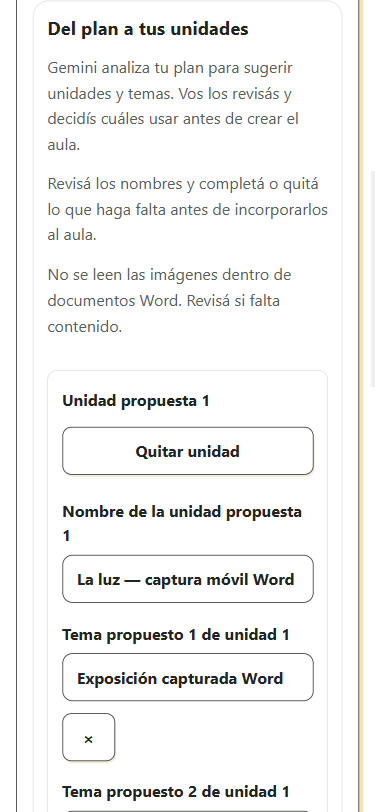 Del plan a tus unidades
Gemini analiza tu plan para sugerir
unidades y temas. Vos los revisás y
decidís cuáles usar antes de crear el
aula.
Revisá los nombres y completá o quitá
lo que haga falta antes de incorporarlos
al aula.
No se leen las imágenes dentro de
documentos Word. Revisá si falta
contenido.
Unidad propuesta 1
Quitar unidad
Nombre de la unidad propuesta
1
La luz — captura móvil Word
Tema propuesto 1 de unidad 1
Exposición capturada Word
×
Tema propuesto 2 de unidad 1